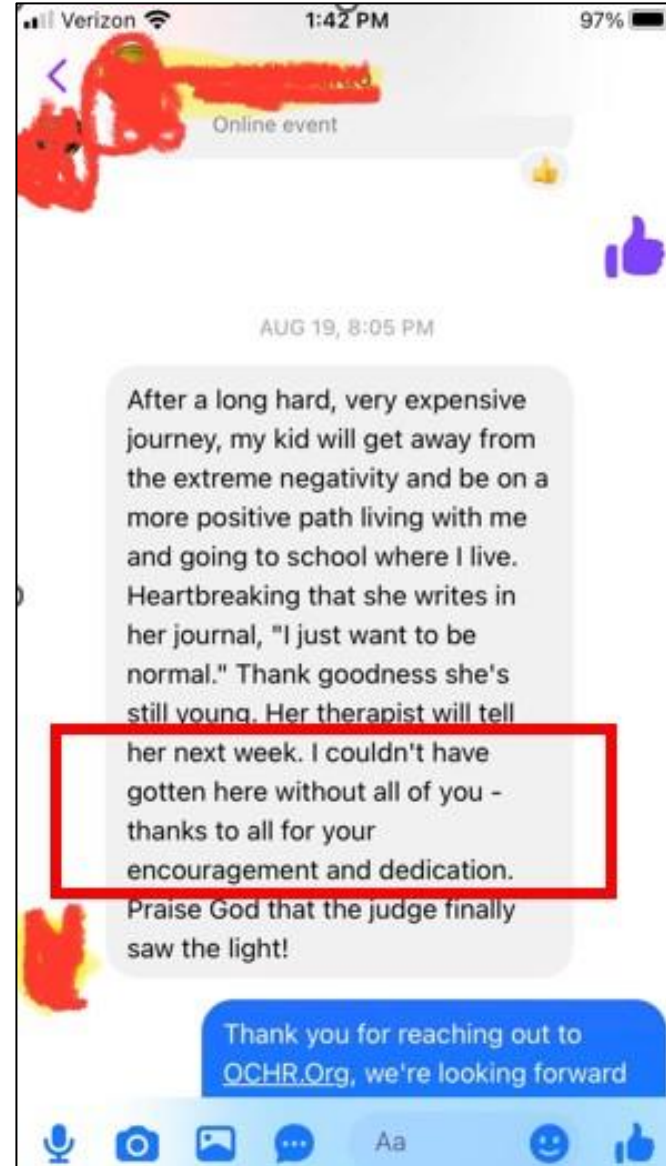 Verizon 1:42 PM 97%
Online event
AUG 19, 8:05 PM
After a long hard, very expensive
journey, my kid will get away from
the extreme negativity and be on a
more positive path living with me
and going to school where I live.
Heartbreaking that she writes in
her journal, "I just want to be
normal." Thank goodness she's
still young. Her therapist will tell
her next week. I couldn't have
gotten here without all of you -
thanks to all for your
encouragement and dedication.
Praise God that the judge finally
saw the light!
Thank you for reaching out to
OCHR.Org, we're looking forward
Aa